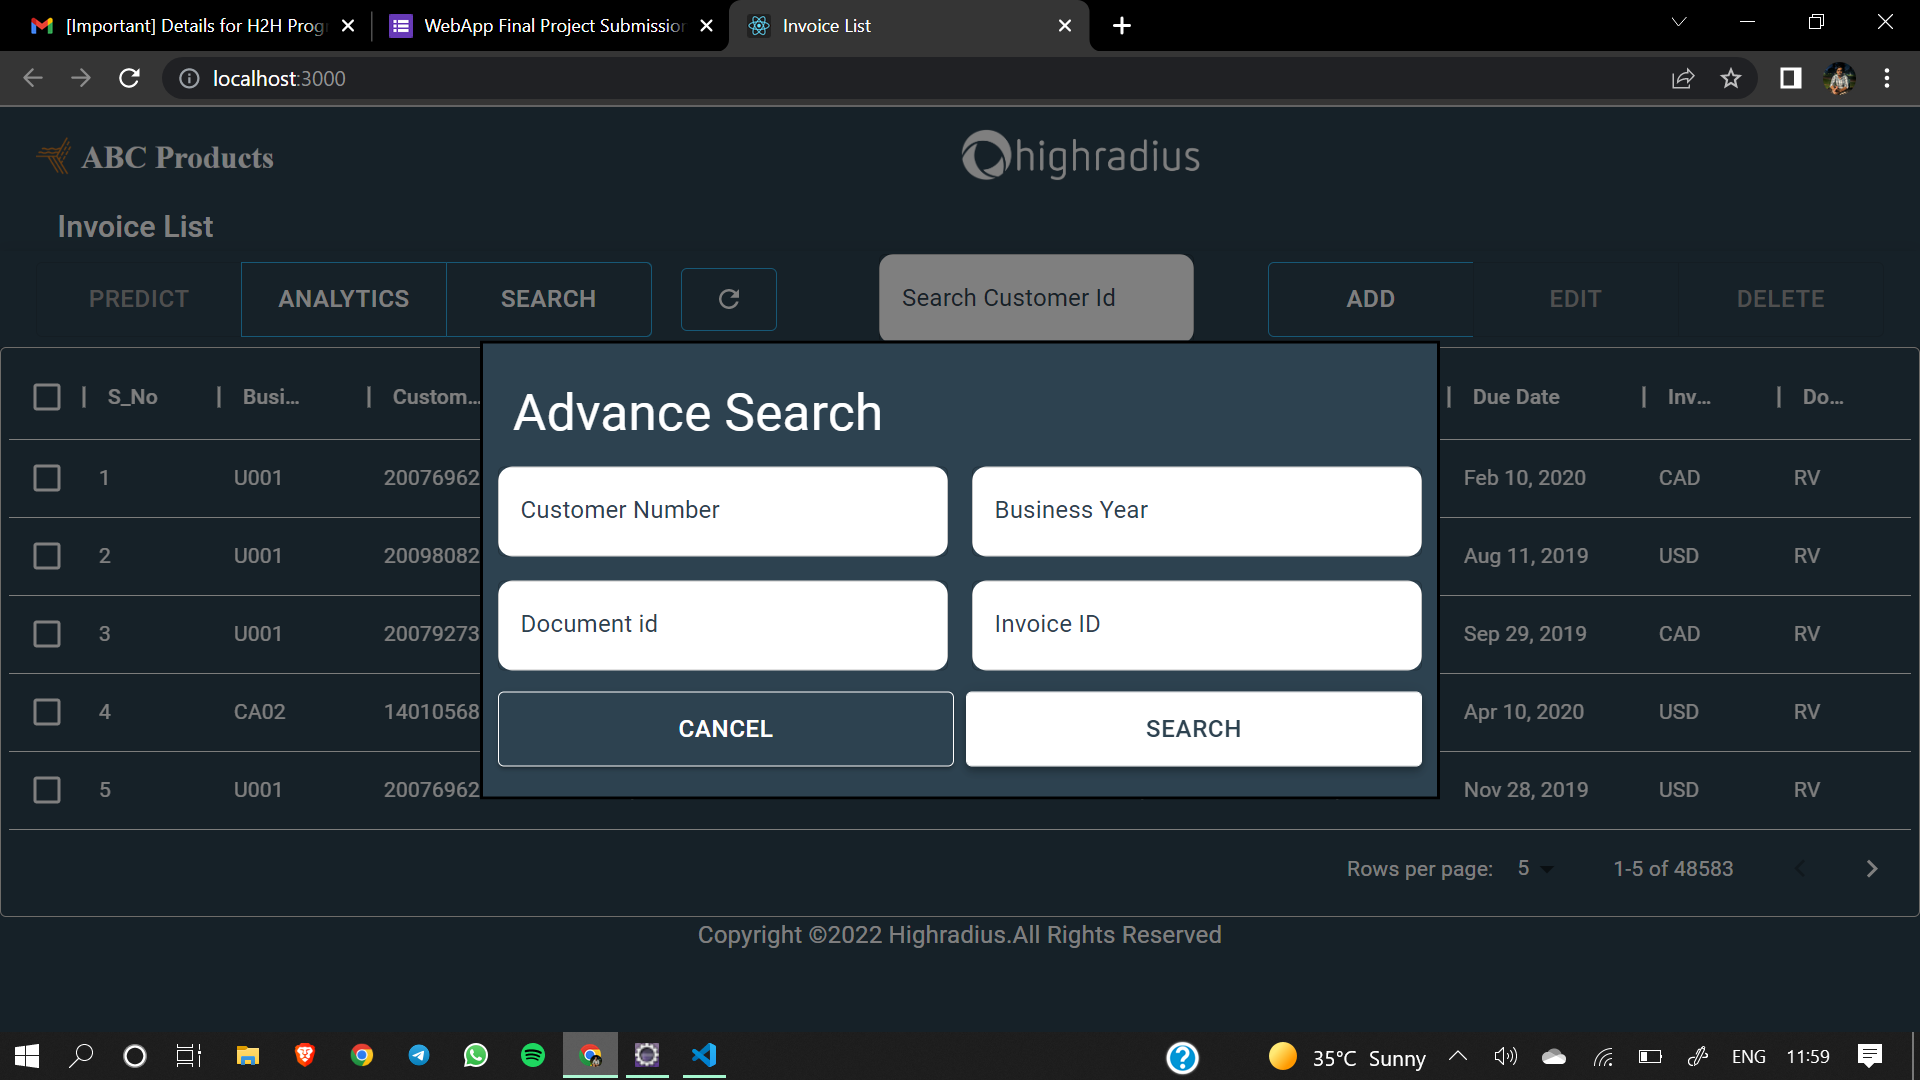 [Important] Details for H2H Prog
WebApp Final Project Submission
Invoice List
localhost:3000
ABC Products
highradius
Invoice List
PREDICT ANALYTICS SEARCH Search Customer Id ADD EDIT DELETE
S_No Busi... Custom... Due Date Inv... Do...
Advance Search
1 U001 20076962 Feb 10, 2020 CAD RV
Customer Number Business Year
2 U001 20098082 Aug 11, 2019 USD RV
Document id Invoice ID
3 U001 20079273 Sep 29, 2019 CAD RV
4 CA02 14010568 Apr 10, 2020 USD RV
CANCEL SEARCH
5 U001 20076962 Nov 28, 2019 USD RV
Rows per page: 5 1-5 of 48583
Copyright ©2022 Highradius.All Rights Reserved
35°C Sunny ENG 11:59